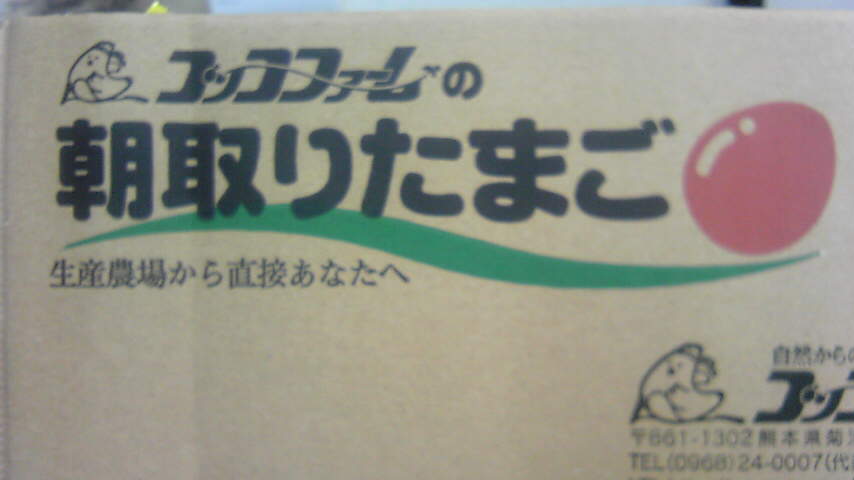 コッコファームの
朝取りたまご
生産農場から直接あなたへ
自然からの
コッコ
〒861-1302 熊本県菊
TEL(0968)24-0007(代